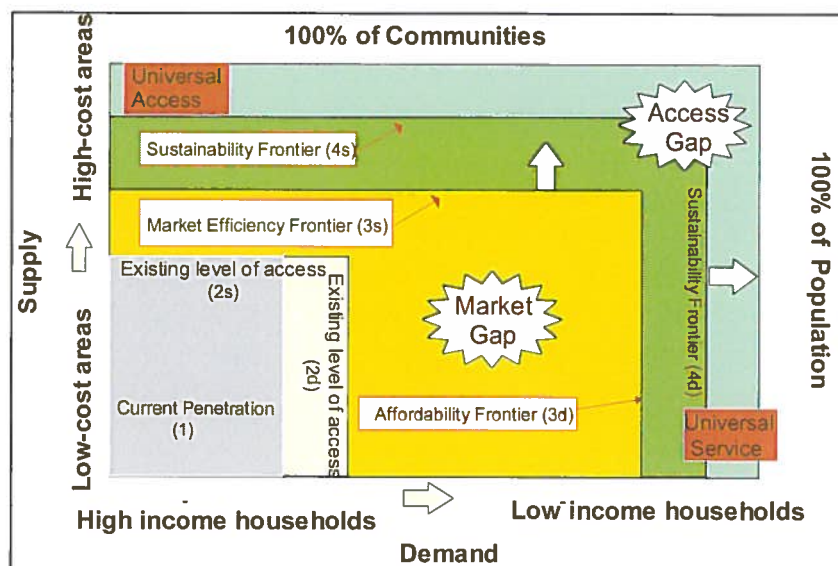 100% of Communities
Universal
Access
Access
Gap
Sustainability Frontier (4s)
Market Efficiency Frontier (3s)
Existing level of access
(2s)
Existing level of access
(2d)
Market
Gap
Current Penetration
(1)
Affordability Frontier (3d)
Sustainability Frontier (4d)
Universal
Service
Supply
High-cost areas
Low-cost areas
100% of Population
High income households
Low income households
Demand